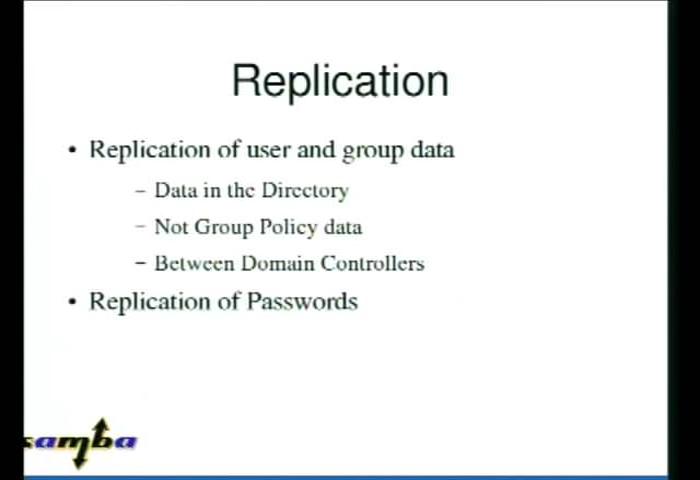 Replication
• Replication of user and group data
– Data in the Directory
– Not Group Policy data
– Between Domain Controllers
• Replication of Passwords
samba